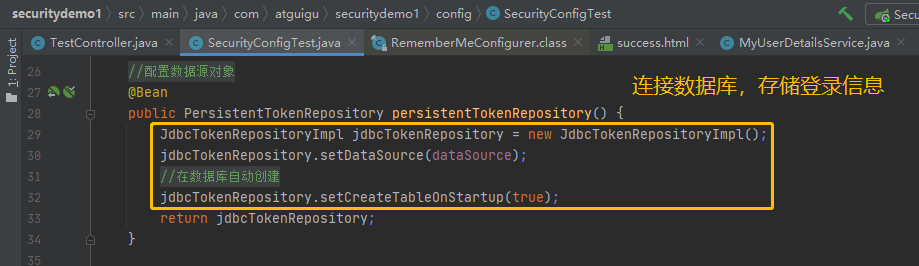 securitydemo1 〉 src 〉 main 〉 java 〉 com 〉 atguigu 〉 securitydemo1 〉 config 〉 SecurityConfigTest
Secu
1: Project
TestController.java × SecurityConfigTest.java × RememberMeConfigurer.class × success.html × MyUserDetailsService.java ×
26 //配置数据源对象
连接数据库，存储登录信息
27 @Bean
28 public PersistentTokenRepository persistentTokenRepository() {
29 JdbcTokenRepositoryImpl jdbcTokenRepository = new JdbcTokenRepositoryImpl();
30 jdbcTokenRepository.setDataSource(dataSource);
31 //在数据库自动创建
32 jdbcTokenRepository.setCreateTableOnStartup(true);
33 return jdbcTokenRepository;
34 }
35